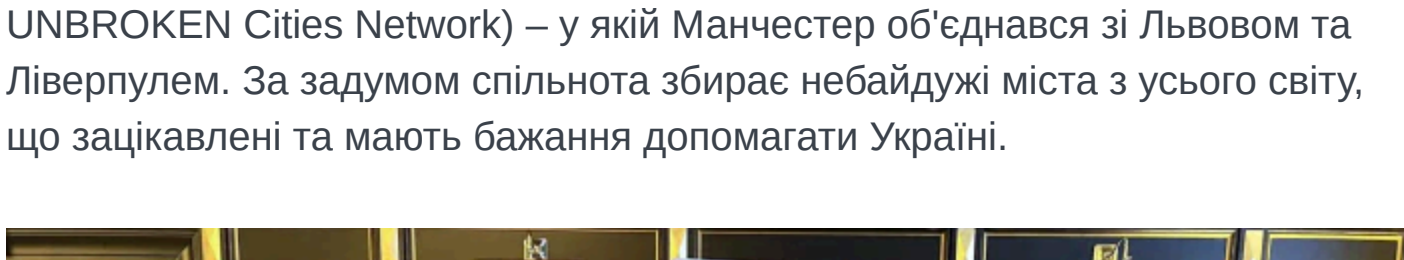 UNBROKEN Cities Network) – у якій Манчестер об'єднався зі Львовом та
Ліверпулем. За задумом спільнота збирає небайдужі міста з усього світу,
що зацікавлені та мають бажання допомагати Україні.